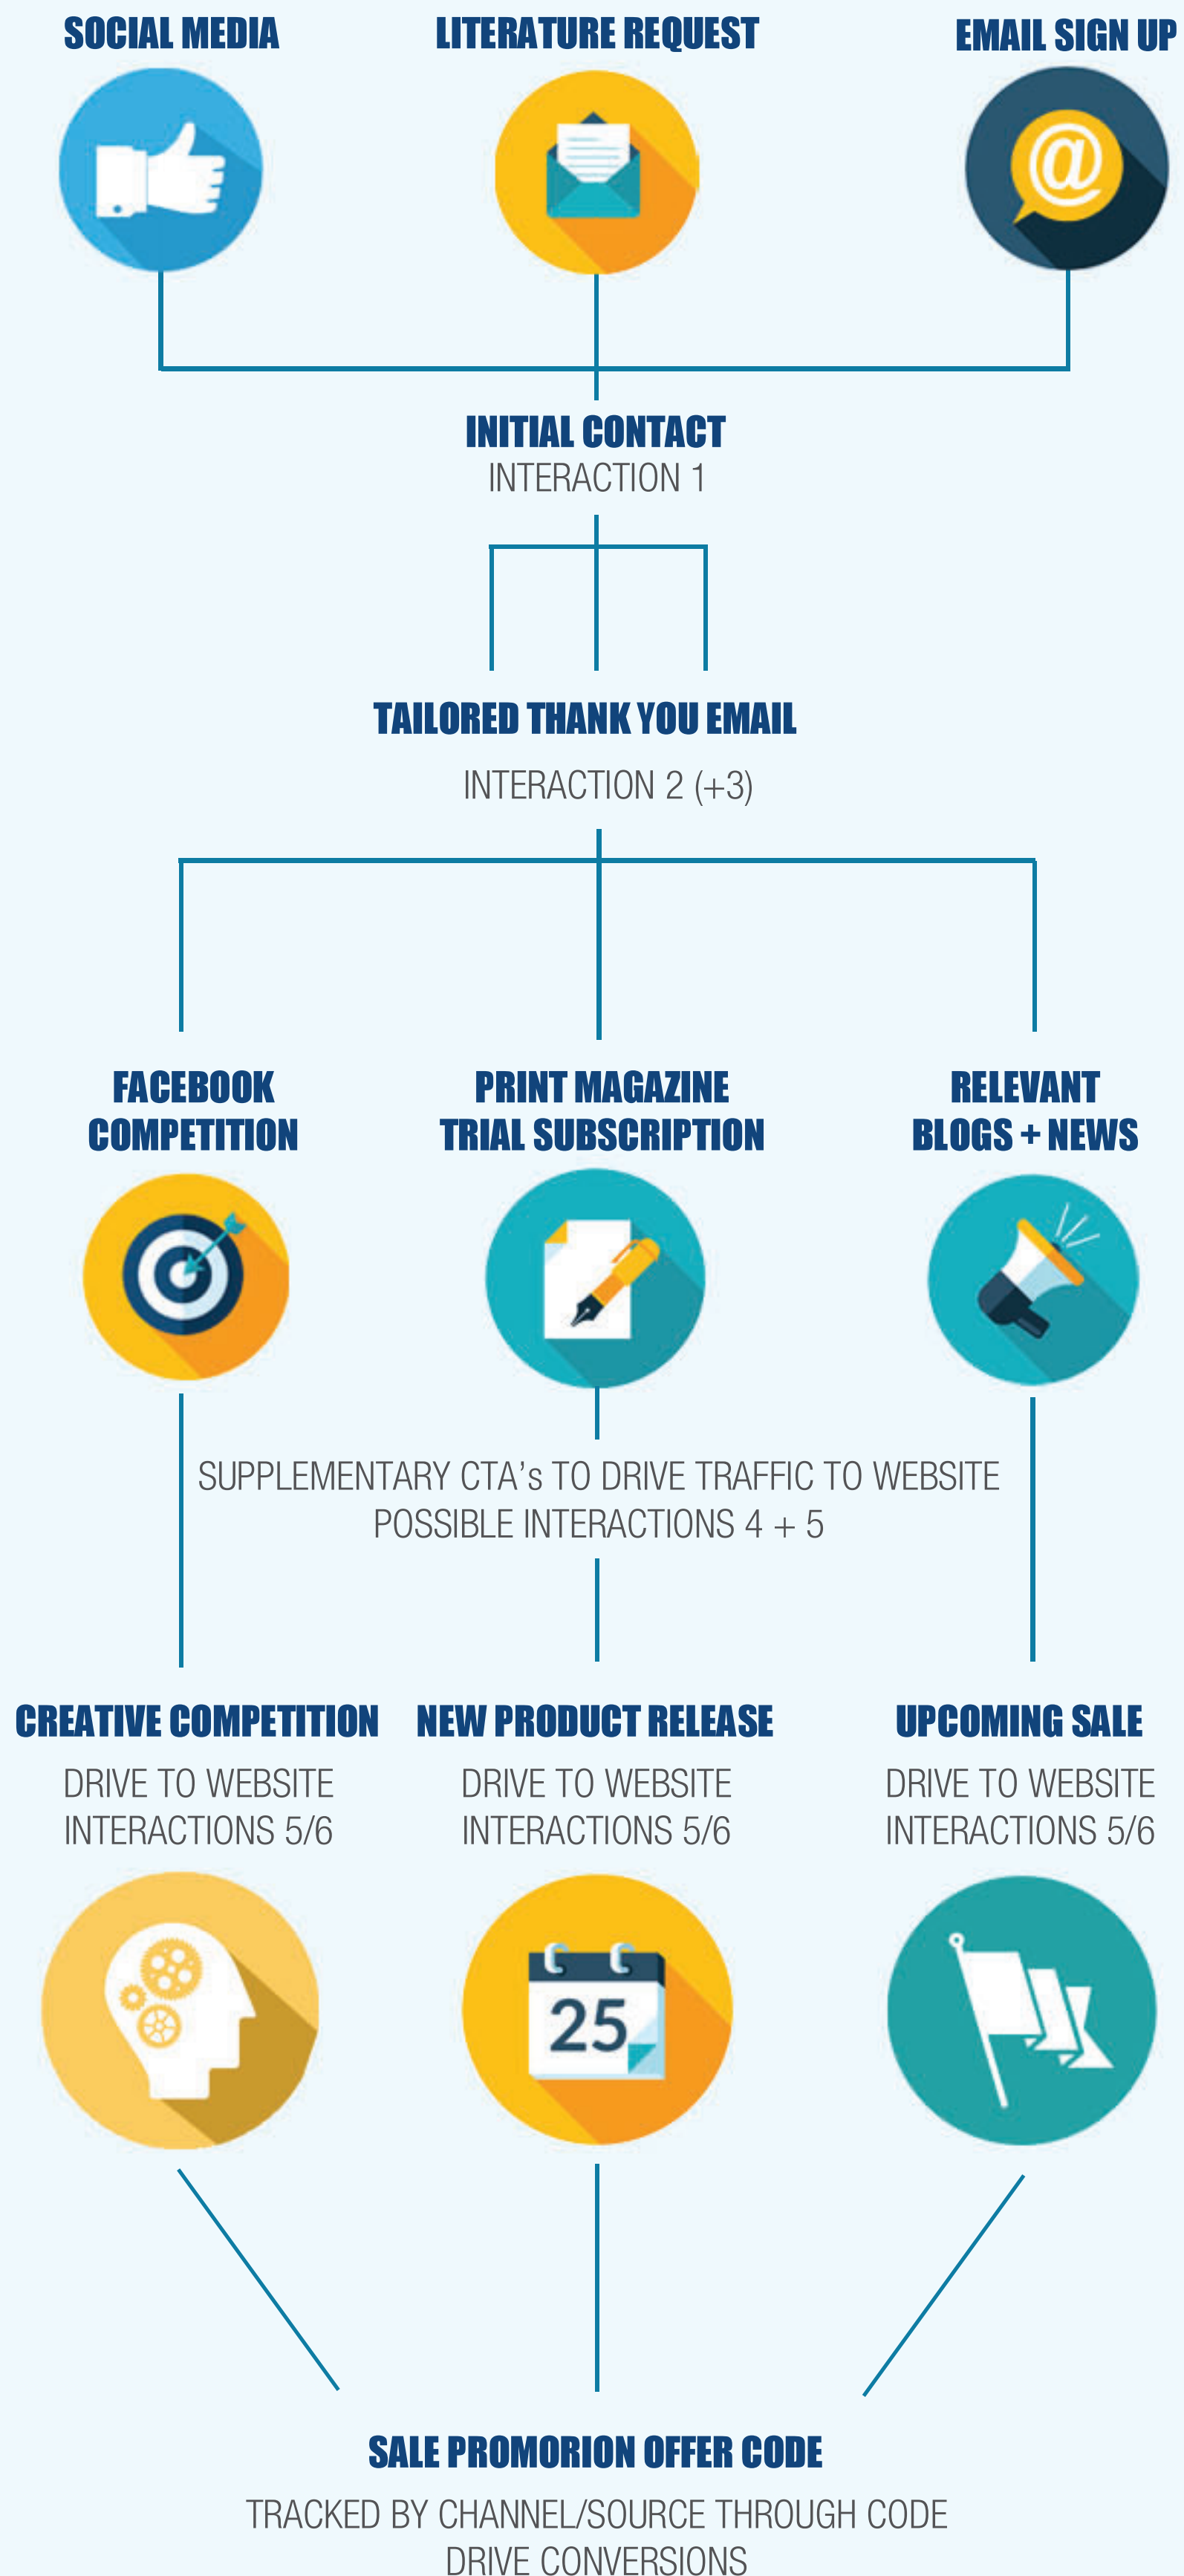 SOCIAL MEDIA
LITERATURE REQUEST
EMAIL SIGN UP
@
INITIAL CONTACT
INTERACTION 1
TAILORED THANK YOU EMAIL
INTERACTION 2 (+3)
FACEBOOK
COMPETITION
PRINT MAGAZINE
TRIAL SUBSCRIPTION
RELEVANT
BLOGS + NEWS
SUPPLEMENTARY CTA's TO DRIVE TRAFFIC TO WEBSITE
POSSIBLE INTERACTIONS 4 + 5
CREATIVE COMPETITION
DRIVE TO WEBSITE
INTERACTIONS 5/6
NEW PRODUCT RELEASE
DRIVE TO WEBSITE
INTERACTIONS 5/6
UPCOMING SALE
DRIVE TO WEBSITE
INTERACTIONS 5/6
25
SALE PROMORION OFFER CODE
TRACKED BY CHANNEL/SOURCE THROUGH CODE
DRIVE CONVERSIONS